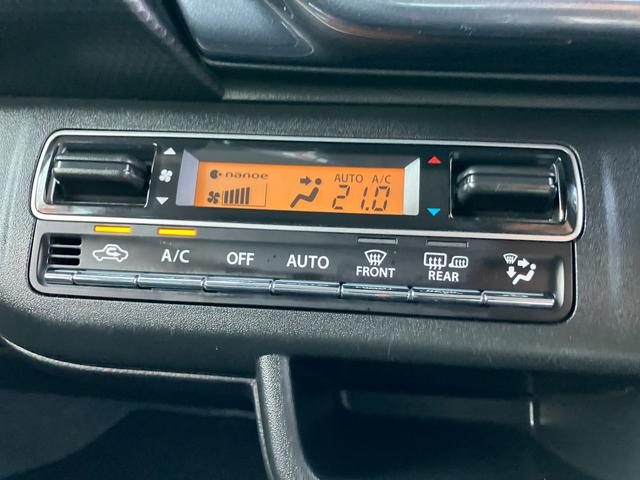 nanoe
AUTO A/C
21.0
A/C
OFF
AUTO
FRONT
REAR